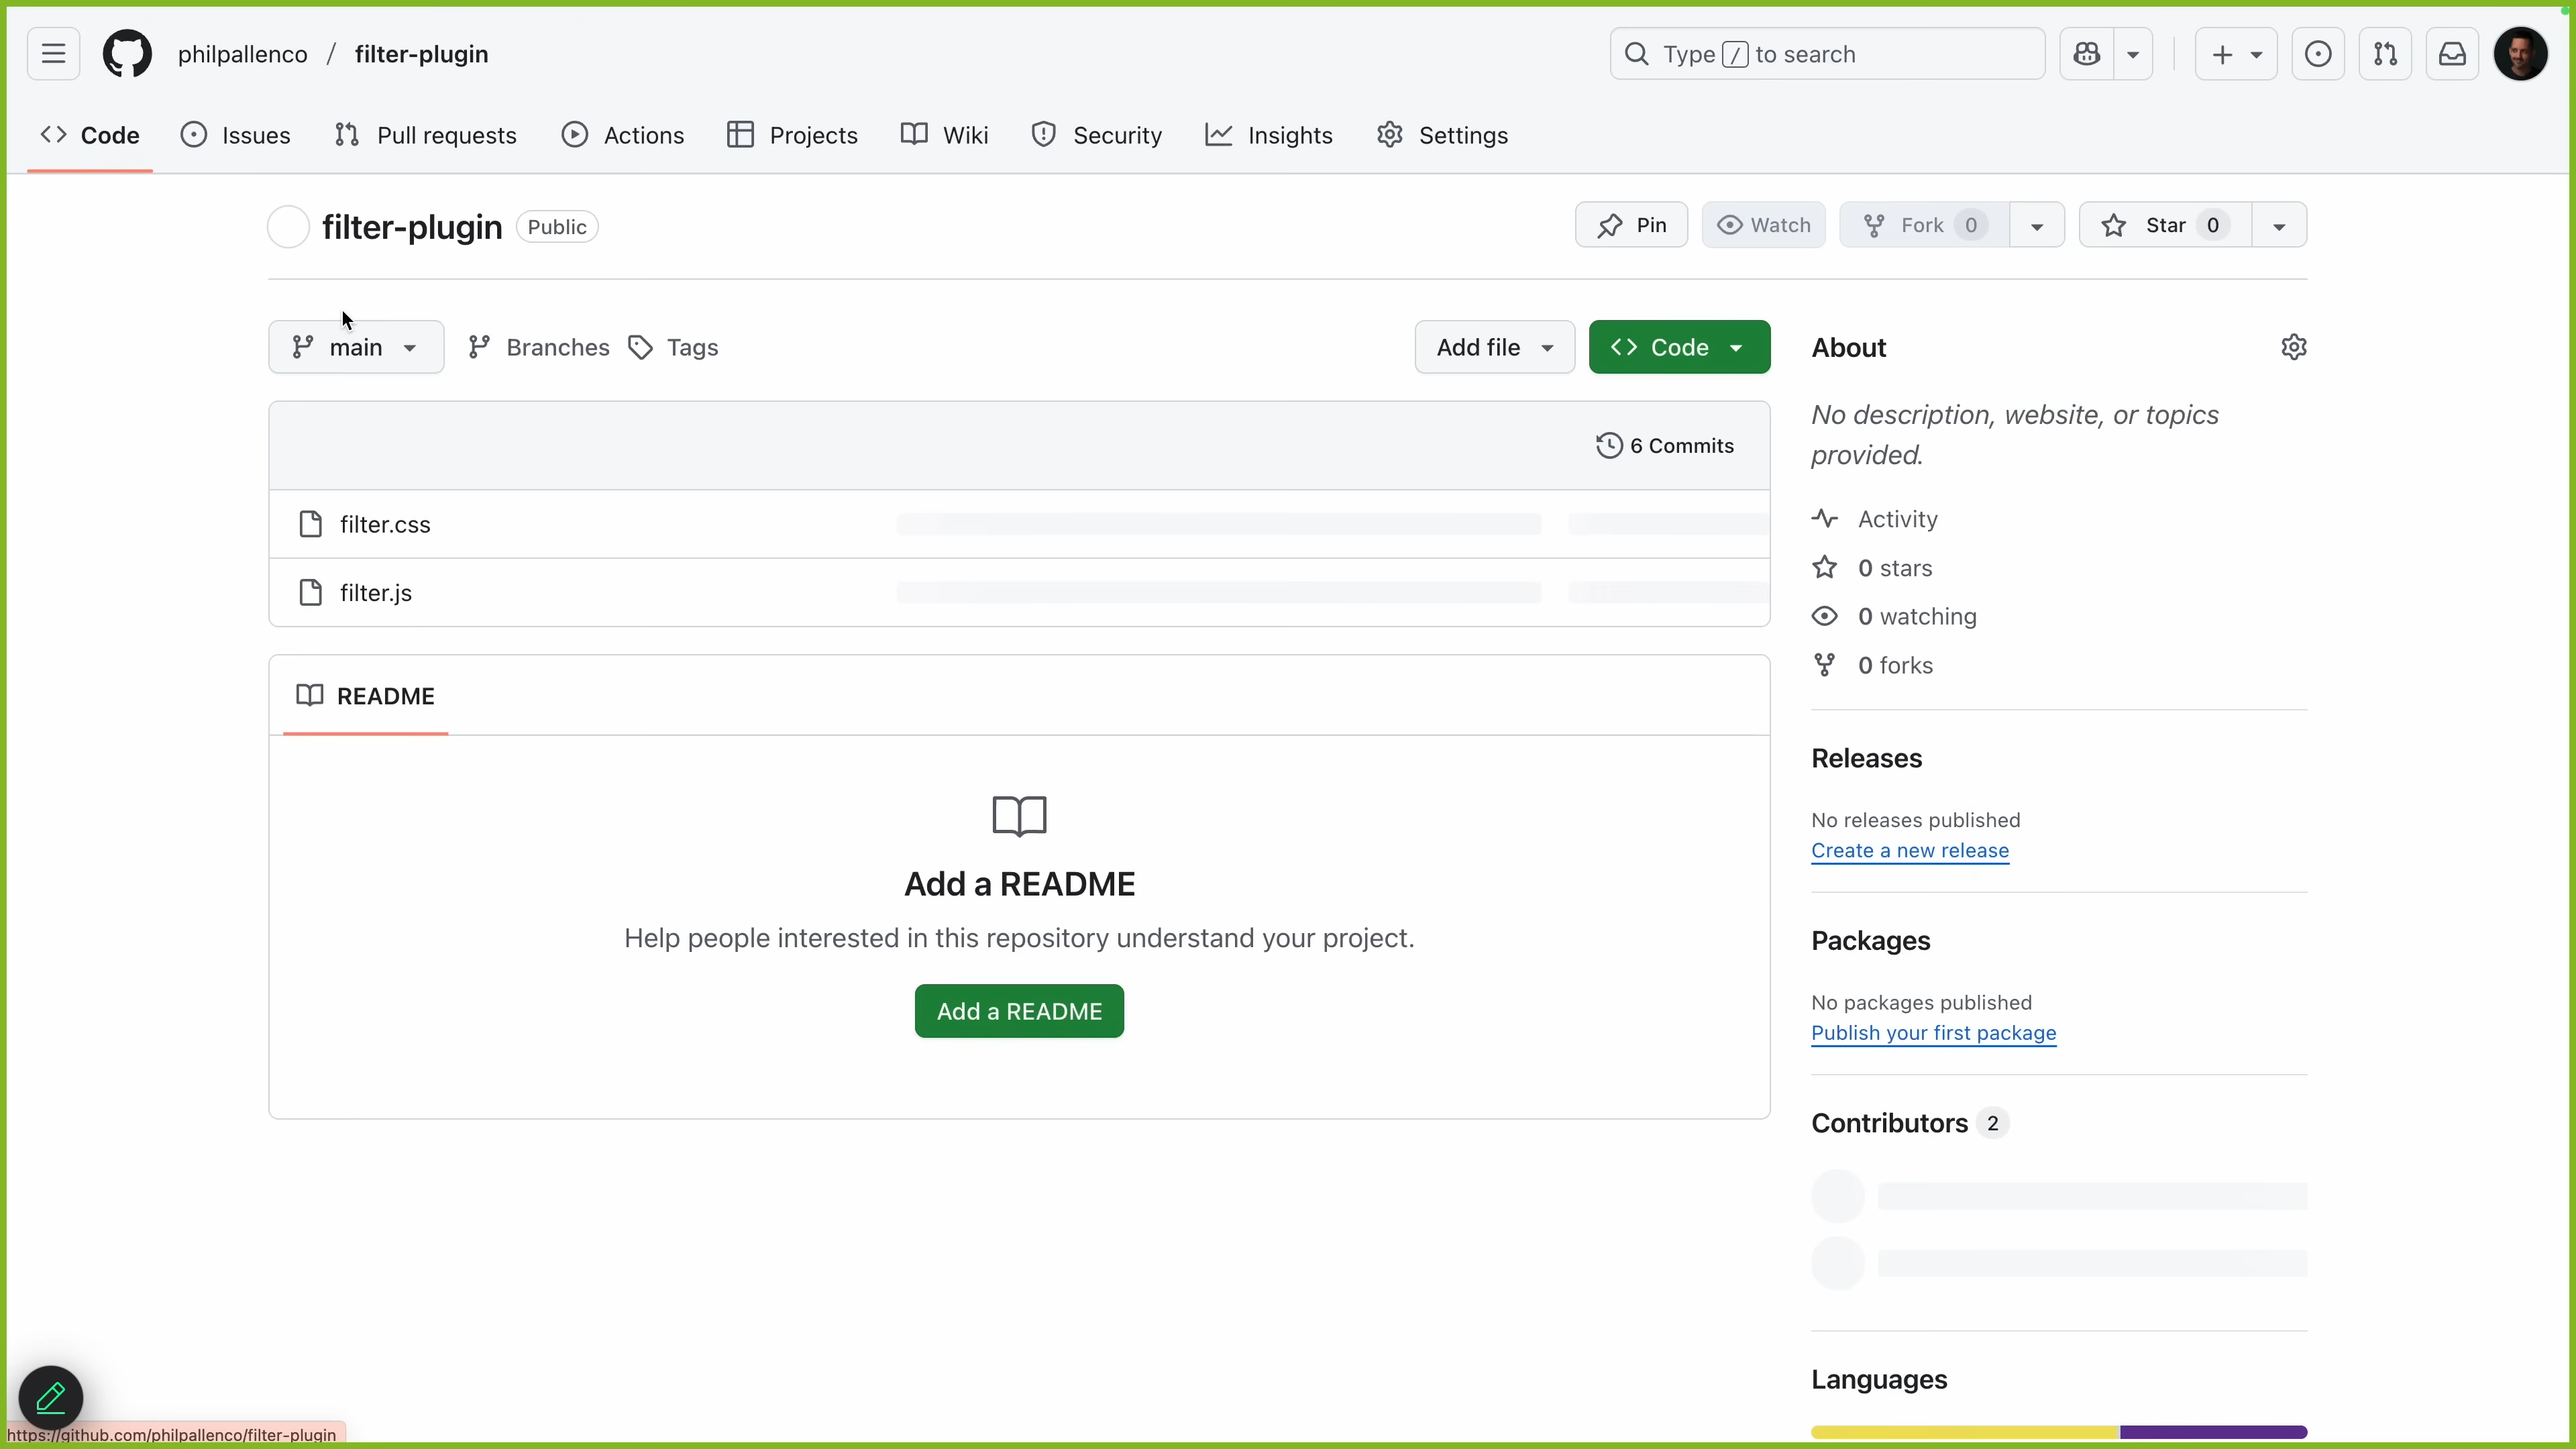 philpallenco / filter-plugin
Type / to search
Code
Issues
Pull requests
Actions
Projects
Wiki
Security
Insights
Settings
filter-plugin
Public
Pin
Watch
Fork 0
Star 0
main
Branches
Tags
Add file
Code
About
No description, website, or topics
provided.
6 Commits
filter.css
filter.js
Activity
0 stars
0 watching
0 forks
README
Add a README
Help people interested in this repository understand your project.
Add a README
Releases
No releases published
Create a new release
Packages
No packages published
Publish your first package
Contributors 2
Languages
https://github.com/philpallenco/filter-plugin